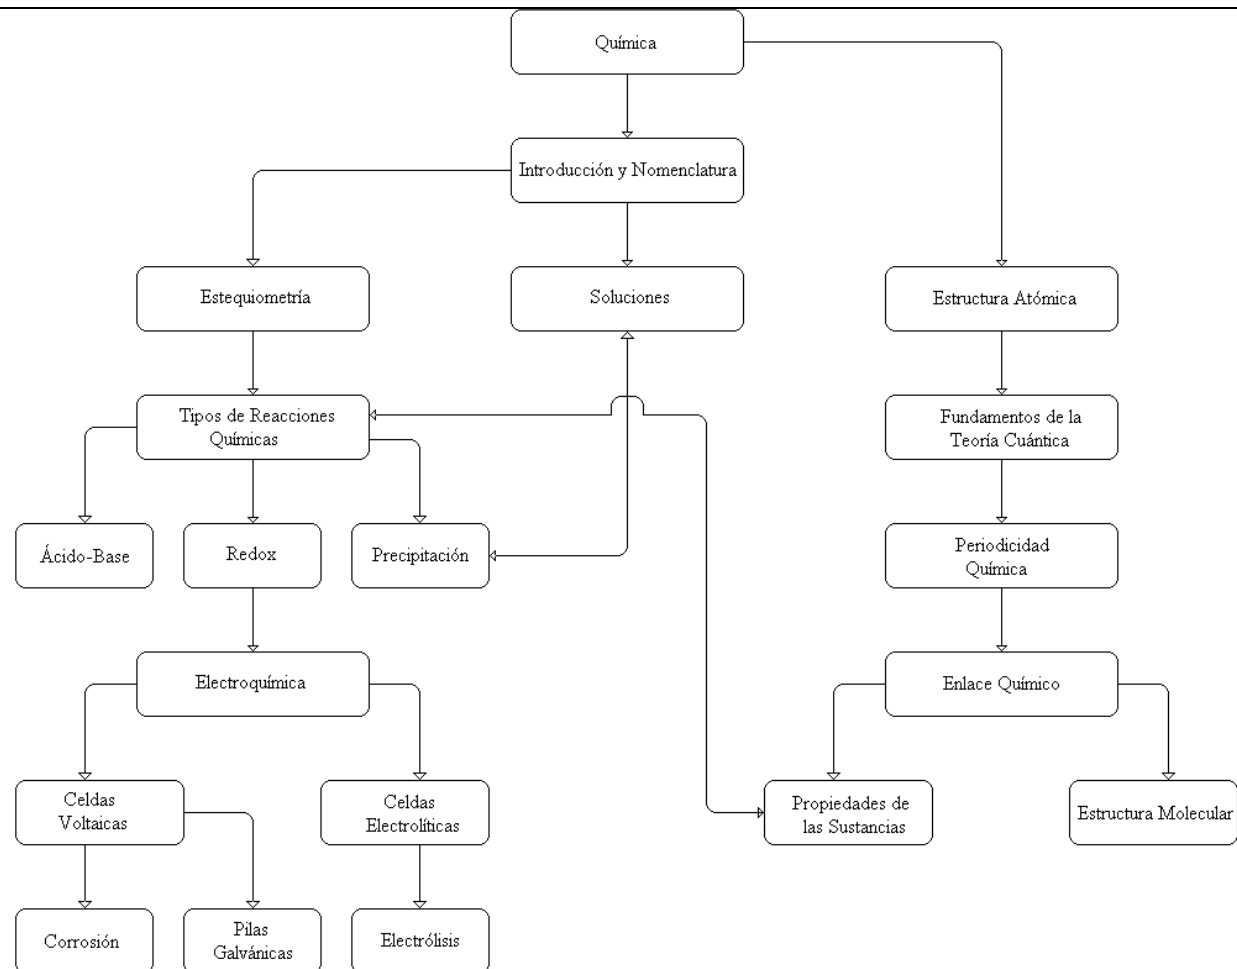 Química
Introducción y Nomenclatura
Estequiometría
Soluciones
Estructura Atómica
Tipos de Reacciones
Químicas
Fundamentos de la
Teoría Cuántica
Ácido-Base
Redox
Precipitación
Periodicidad
Química
Electroquímica
Enlace Químico
Celdas
Voltaicas
Celdas
Electrolíticas
Propiedades de
las Sustancias
Estructura Molecular
Corrosión
Pilas
Galvánicas
Electrólisis